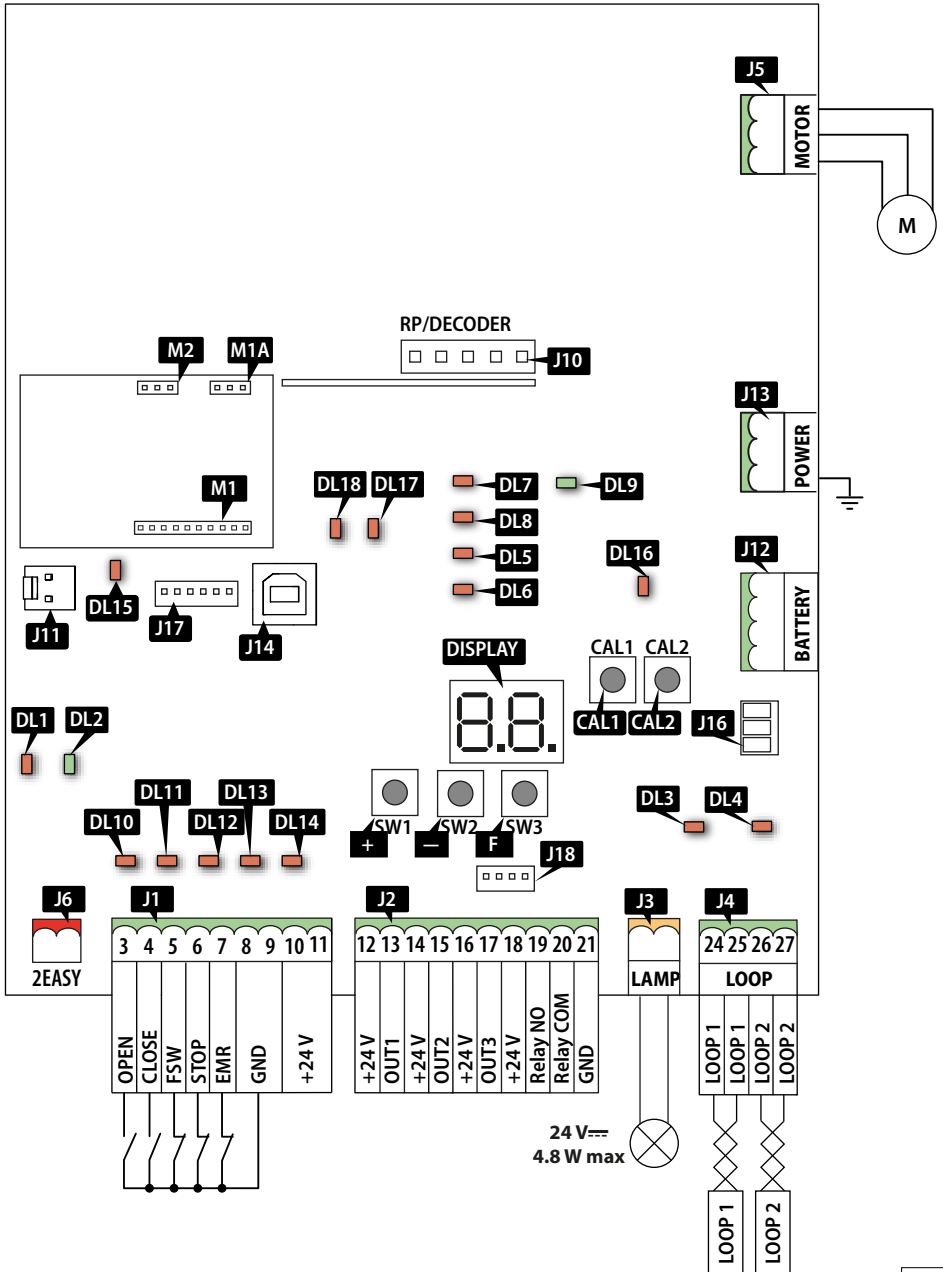 J5
MOTOR
M
RP/DECODER
J10
M2
M1A
J13
POWER
M1
DL18
DL17
DL7
DL9
DL8
DL5
DL6
DL16
J12
BATTERY
J11
DL15
J17
J14
DISPLAY
8.8.
CAL1 CAL2
CAL1
CAL2
J16
DL1
DL2
DL11
DL13
DL10
DL12
DL14
SW1
SW2
SW3
+
—
F
J18
DL3
DL4
J6
2EASY
J1
3 4 5 6 7 8 9 10 11
OPEN
CLOSE
FSW
STOP
EMR
GND
+24 V
J2
12 13 14 15 16 17 18 19 20 21
+24 V
OUT1
+24 V
OUT2
+24 V
OUT3
+24 V
Relay NO
Relay COM
GND
J3
LAMP
24 V⎓
4.8 W max
J4
24 25 26 27
LOOP
LOOP 1
LOOP 1
LOOP 2
LOOP 2
LOOP 1
LOOP 2